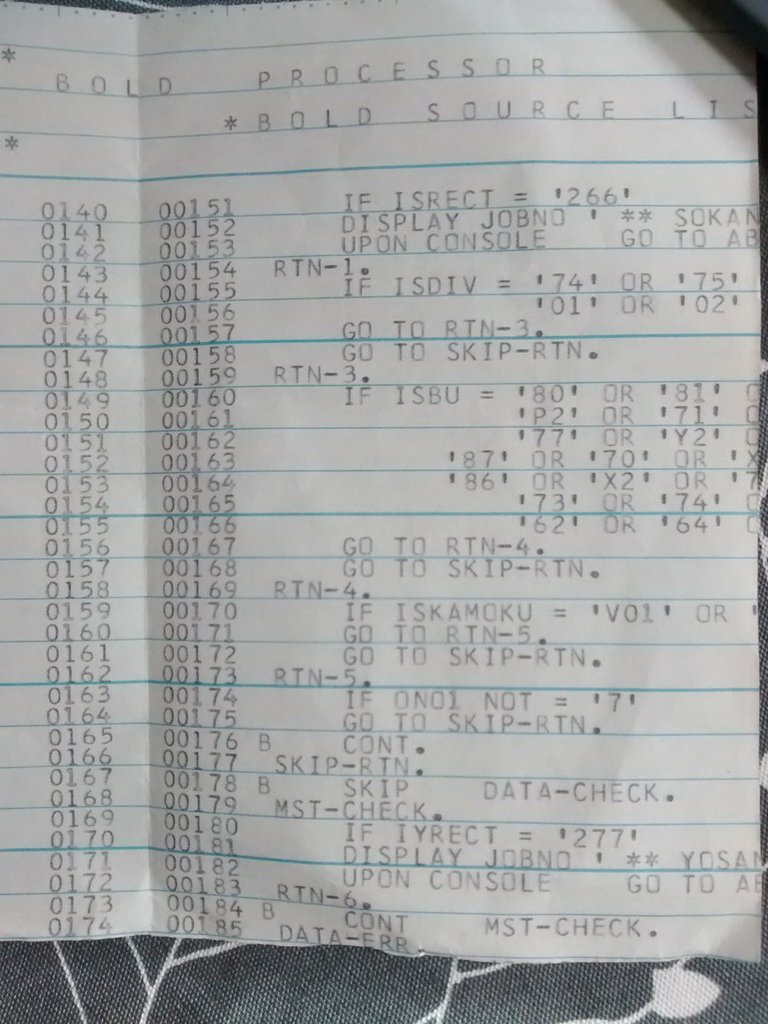 *
B O L D P R O C E S S O R
* B O L D S O U R C E L I S
*
0140 00151 IF ISRECT = '266'
0141 00152 DISPLAY JOBNO ' ** SOKAN
0142 00153 UPON CONSOLE GO TO AB
0143 00154 RTN-1.
0144 00155 IF ISDIV = '74' OR '75'
0145 00156 '01' OR '02'
0146 00157 GO TO RTN-3.
0147 00158 GO TO SKIP-RTN.
0148 00159 RTN-3.
0149 00160 IF ISBU = '80' OR '81' O
0150 00161 'P2' OR '71' O
0151 00162 '77' OR 'Y2' O
0152 00163 '87' OR '70' OR 'X
0153 00164 '86' OR 'X2' OR '7
0154 00165 '73' OR '74' O
0155 00166 '62' OR '64' O
0156 00167 GO TO RTN-4.
0157 00168 GO TO SKIP-RTN.
0158 00169 RTN-4.
0159 00170 IF ISKAMOKU = 'V01' OR '
0160 00171 GO TO RTN-5.
0161 00172 GO TO SKIP-RTN.
0162 00173 RTN-5.
0163 00174 IF ONO1 NOT = '7'
0164 00175 GO TO SKIP-RTN.
0165 00176 B CONT.
0166 00177 SKIP-RTN.
0167 00178 B SKIP DATA-CHECK.
0168 00179 MST-CHECK.
0169 00180 IF IYRECT = '277'
0170 00181 DISPLAY JOBNO ' ** YOSAN
0171 00182 UPON CONSOLE GO TO AB
0172 00183 RTN-6.
0173 00184 B CONT MST-CHECK.
0174 00185 DATA-ERR.